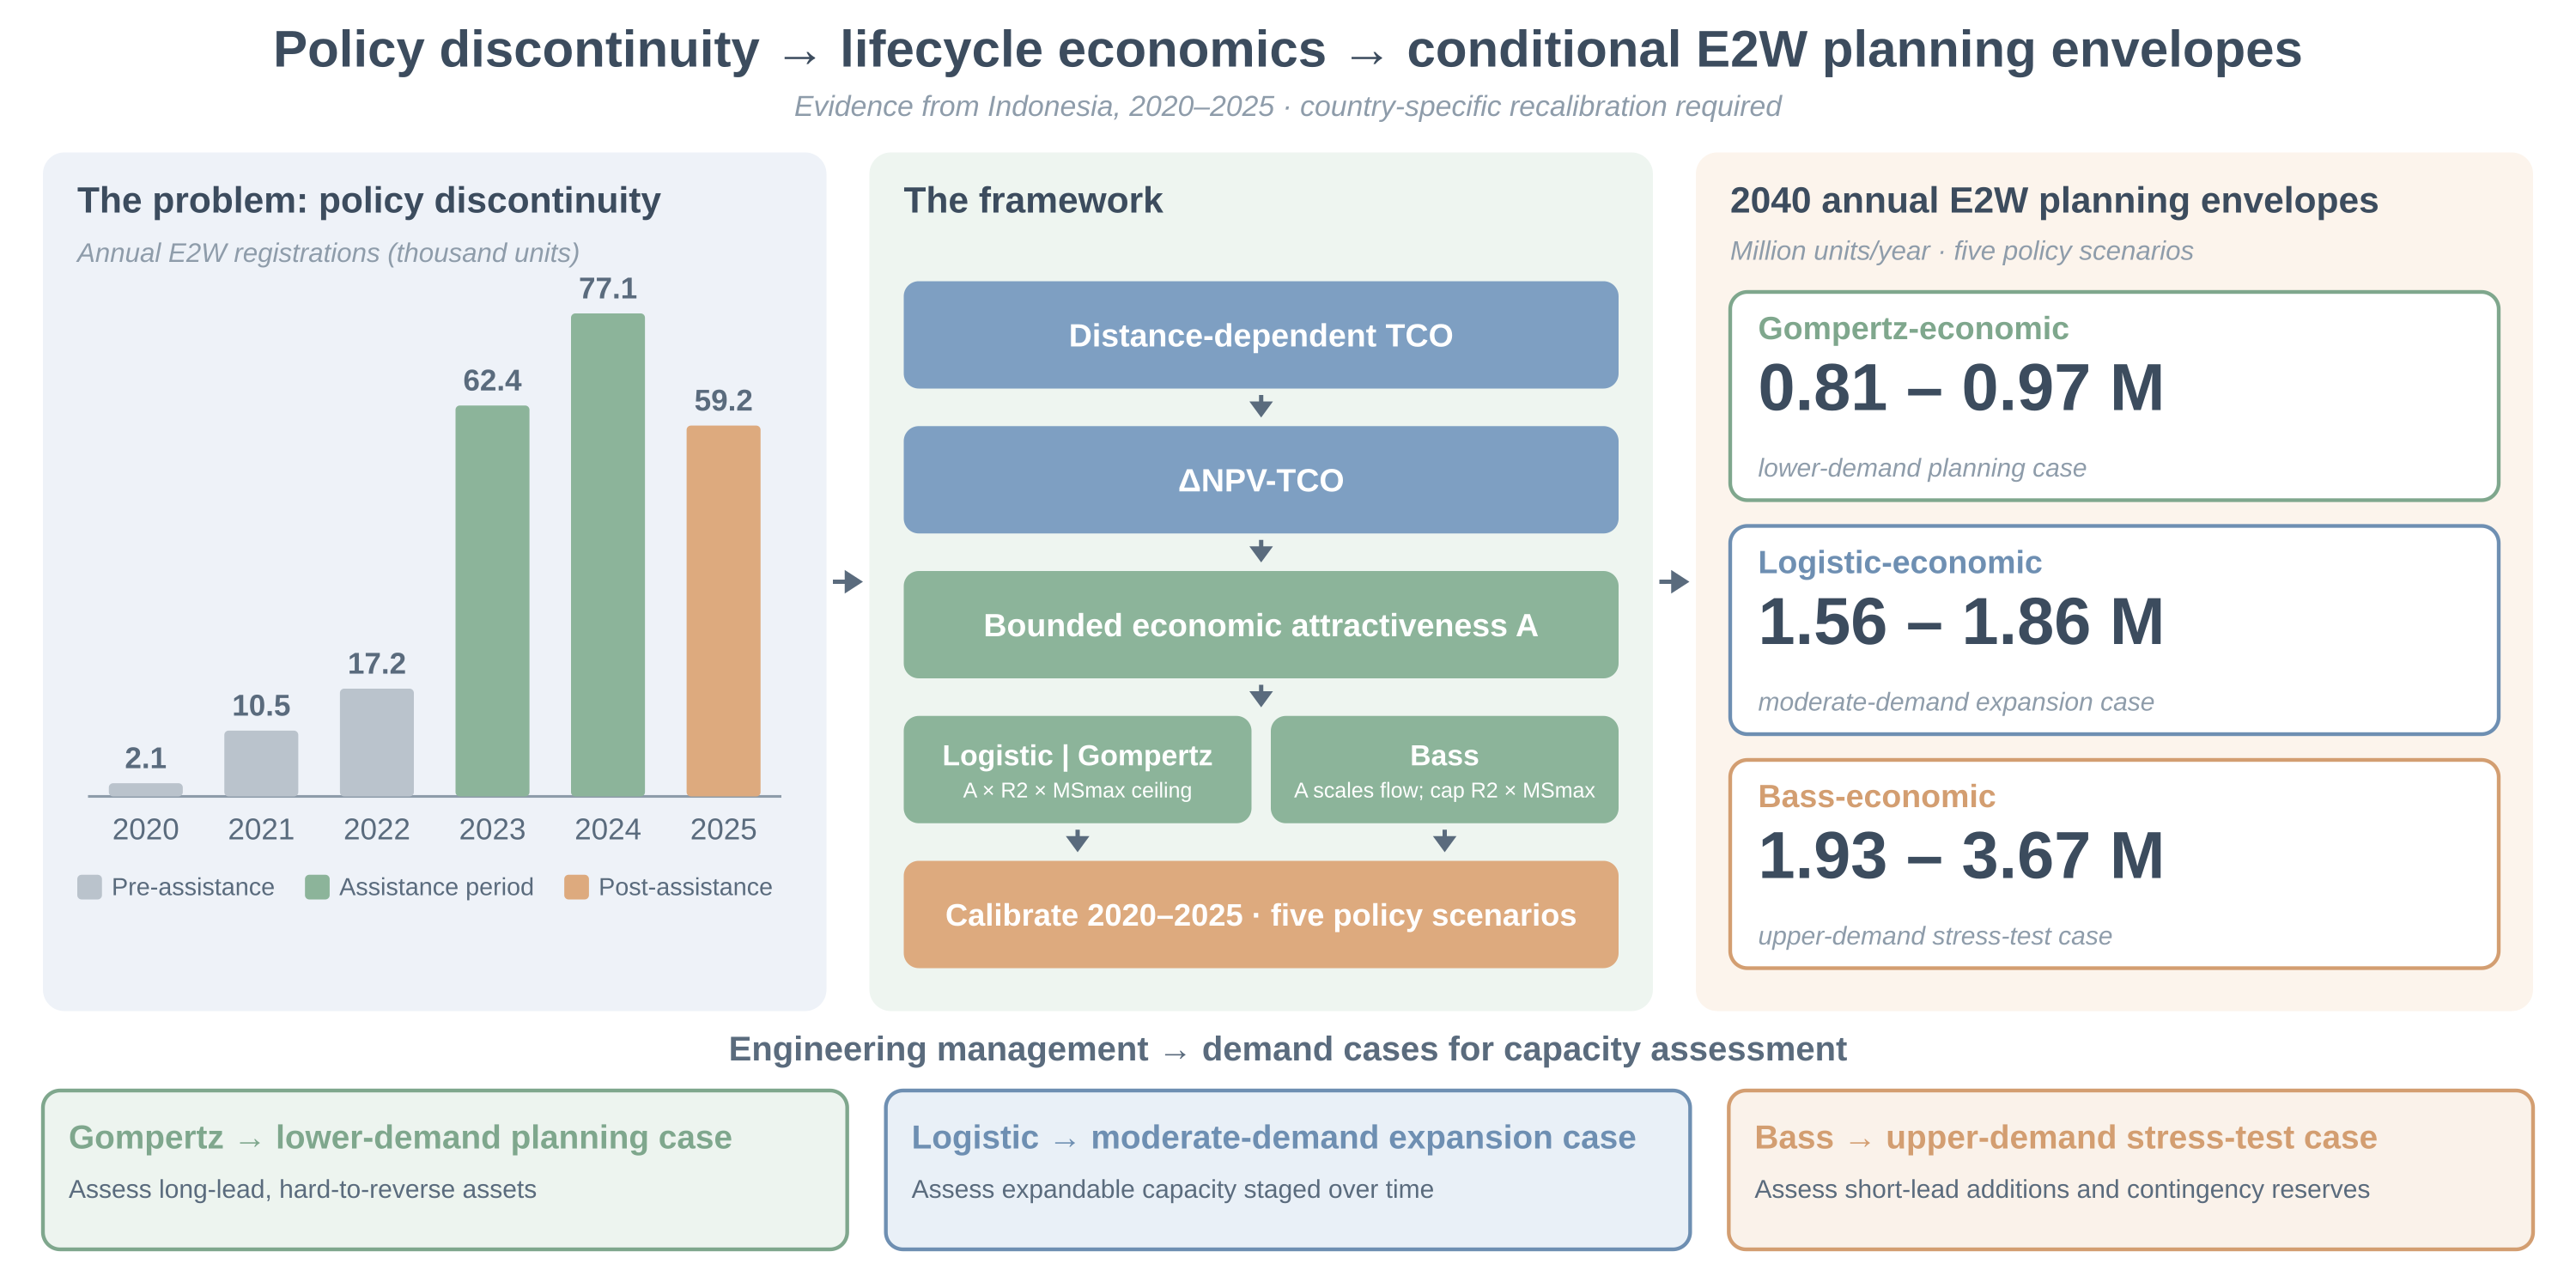 Policy discontinuity → lifecycle economics → conditional E2W planning envelopes
Evidence from Indonesia, 2020–2025 · country-specific recalibration required
The problem: policy discontinuity
Annual E2W registrations (thousand units)
77.1
62.4
59.2
17.2
10.5
2.1
2020 2021 2022 2023 2024 2025
Pre-assistance Assistance period Post-assistance
The framework
Distance-dependent TCO
ΔNPV-TCO
Bounded economic attractiveness A
Logistic | Gompertz
A × R2 × MSmax ceiling
Bass
A scales flow; cap R2 × MSmax
Calibrate 2020–2025 · five policy scenarios
2040 annual E2W planning envelopes
Million units/year · five policy scenarios
Gompertz-economic
0.81 – 0.97 M
lower-demand planning case
Logistic-economic
1.56 – 1.86 M
moderate-demand expansion case
Bass-economic
1.93 – 3.67 M
upper-demand stress-test case
Engineering management → demand cases for capacity assessment
Gompertz → lower-demand planning case
Assess long-lead, hard-to-reverse assets
Logistic → moderate-demand expansion case
Assess expandable capacity staged over time
Bass → upper-demand stress-test case
Assess short-lead additions and contingency reserves